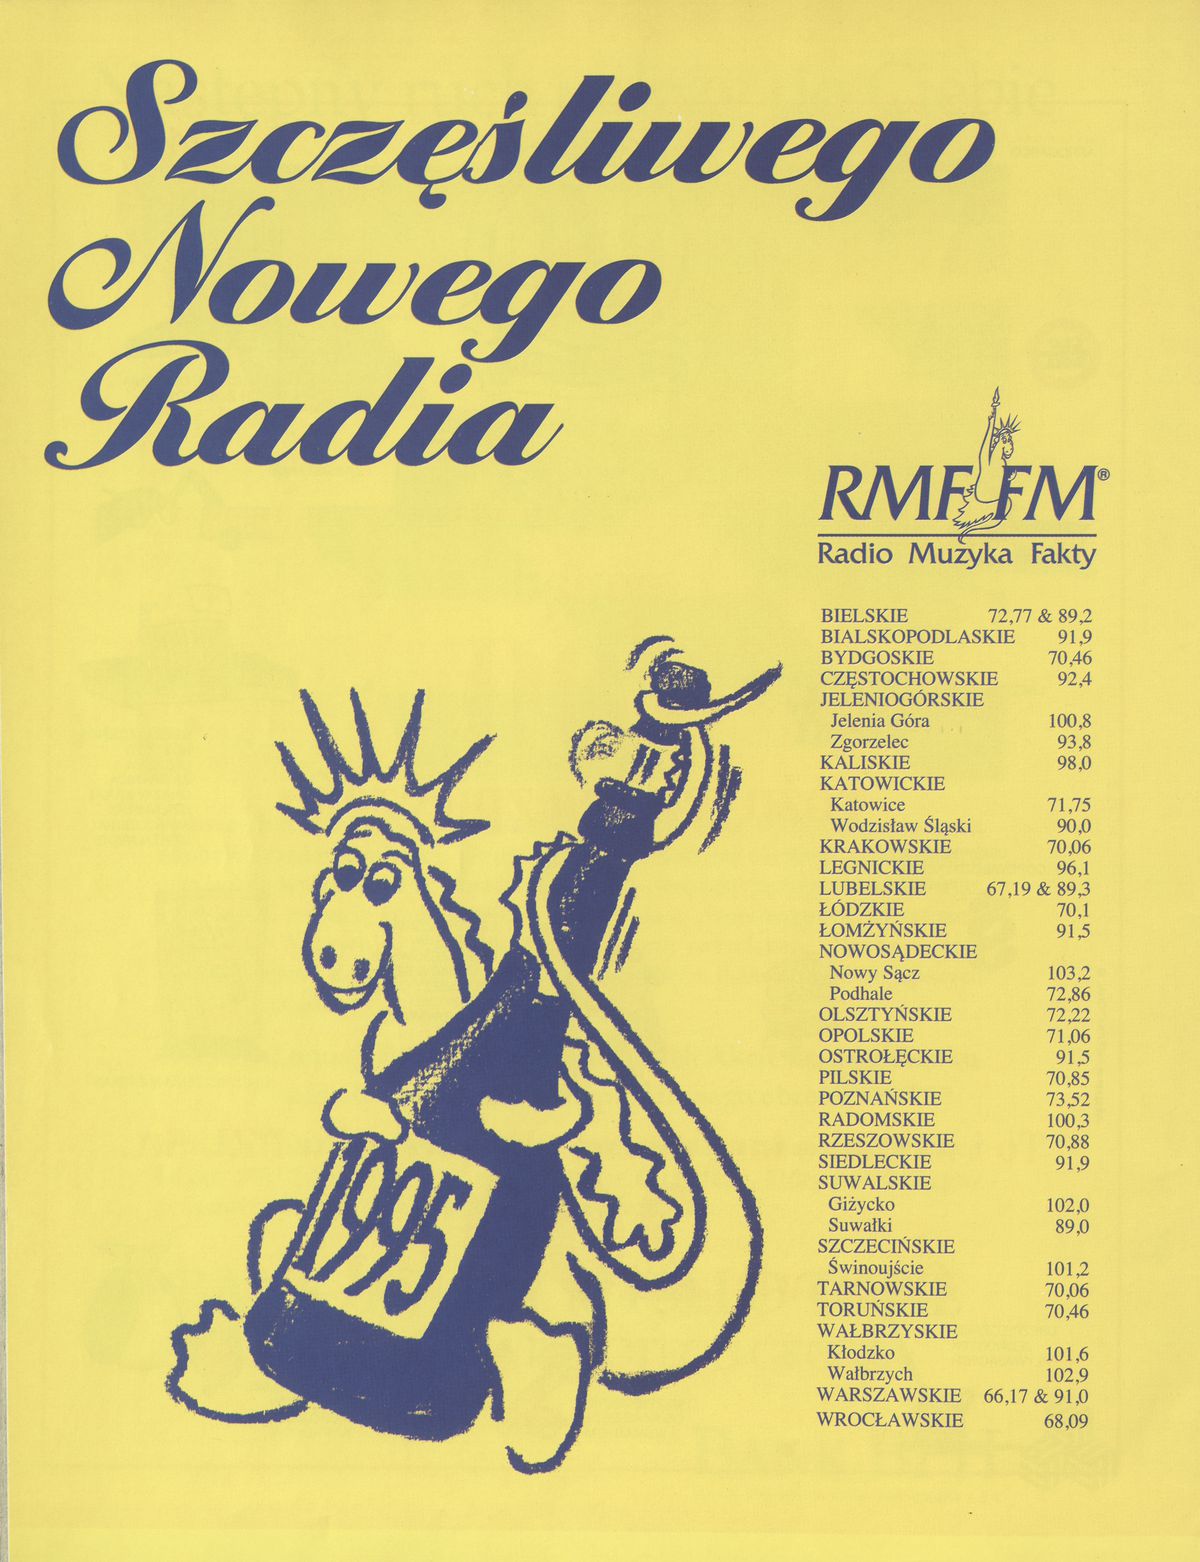 Szczęśliwego
Nowego
Radia
RMF FM®
Radio Muzyka Fakty
BIELSKIE 72,77 & 89,2
BIALSKOPODLASKIE 91,9
BYDGOSKIE 70,46
CZĘSTOCHOWSKIE 92,4
JELENIOGÓRSKIE
Jelenia Góra 100,8
Zgorzelec 93,8
KALISKIE 98,0
KATOWICKIE
Katowice 71,75
Wodzisław Śląski 90,0
KRAKOWSKIE 70,06
LEGNICKIE 96,1
LUBELSKIE 67,19 & 89,3
ŁÓDZKIE 70,1
ŁOMŻYŃSKIE 91,5
NOWOSĄDECKIE
Nowy Sącz 103,2
Podhale 72,86
OLSZTYŃSKIE 72,22
OPOLSKIE 71,06
OSTROŁĘCKIE 91,5
PILSKIE 70,85
POZNAŃSKIE 73,52
RADOMSKIE 100,3
RZESZOWSKIE 70,88
SIEDLECKIE 91,9
SUWALSKIE
Giżycko 102,0
Suwałki 89,0
SZCZECIŃSKIE
Świnoujście 101,2
TARNOWSKIE 70,06
TORUŃSKIE 70,46
WAŁBRZYSKIE
Kłodzko 101,6
Wałbrzych 102,9
WARSZAWSKIE 66,17 & 91,0
WROCŁAWSKIE 68,09
1995